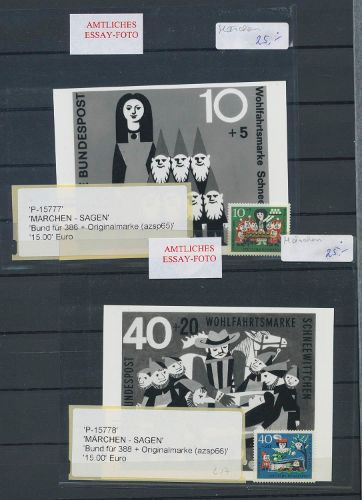 AMTLICHES
ESSAY-FOTO
Märchen
25,-
10
+5
BUNDESPOST
Wohlfahrtsmarke Schnee
'P-15777'
'MÄRCHEN - SAGEN'
'Bund für 386 + Originalmarke (azsp65)'
'15.00' Euro
10
AMTLICHES
ESSAY-FOTO
Märchen
25,-
40+20 WOHLFAHRTSMARKE
SCHNEEWITTCHEN
BUNDESPOST
'P-15778'
'MÄRCHEN - SAGEN'
'Bund für 388 + Originalmarke (azsp66)'
'15.00' Euro
40